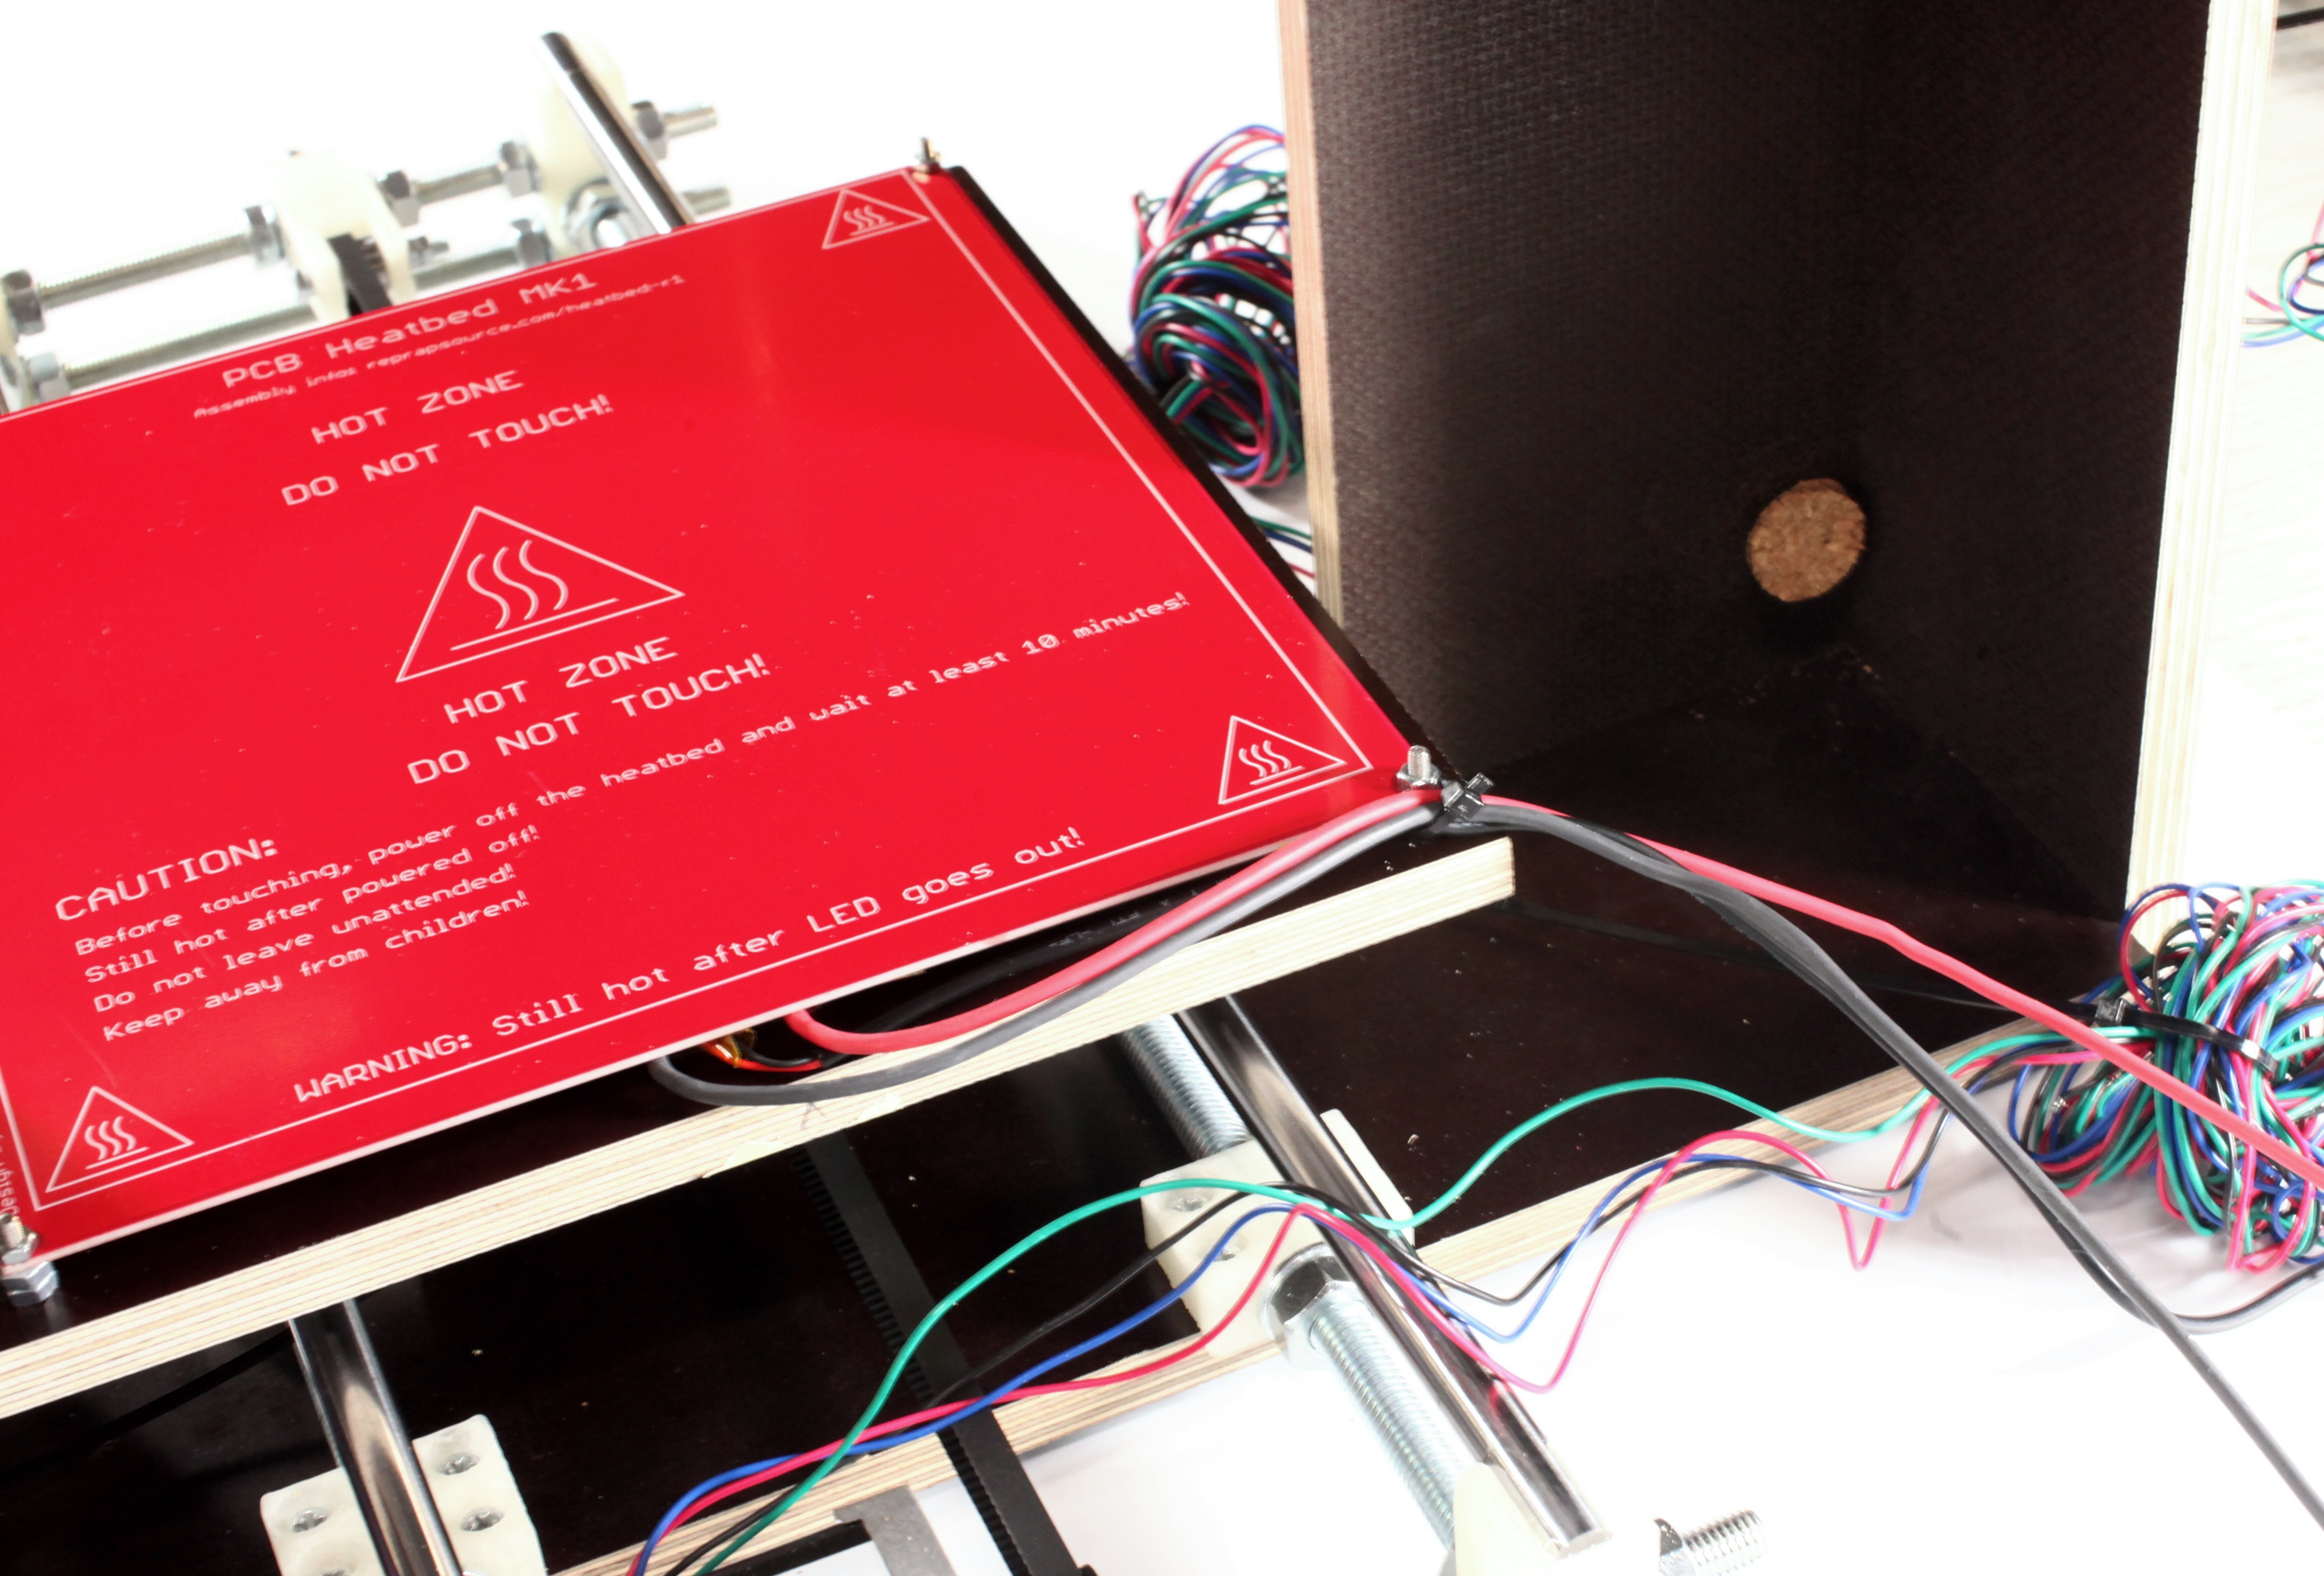 PCB Heatbed MK1
Assembly infos reprapsource.com/heatbed-r1
HOT ZONE
DO NOT TOUCH!
HOT ZONE
DO NOT TOUCH!
CAUTION:
Before touching, power off the heatbed and wait at least 10 minutes!
Still hot after powered off!
Do not leave unattended!
Keep away from children!
WARNING: Still hot after LED goes out!